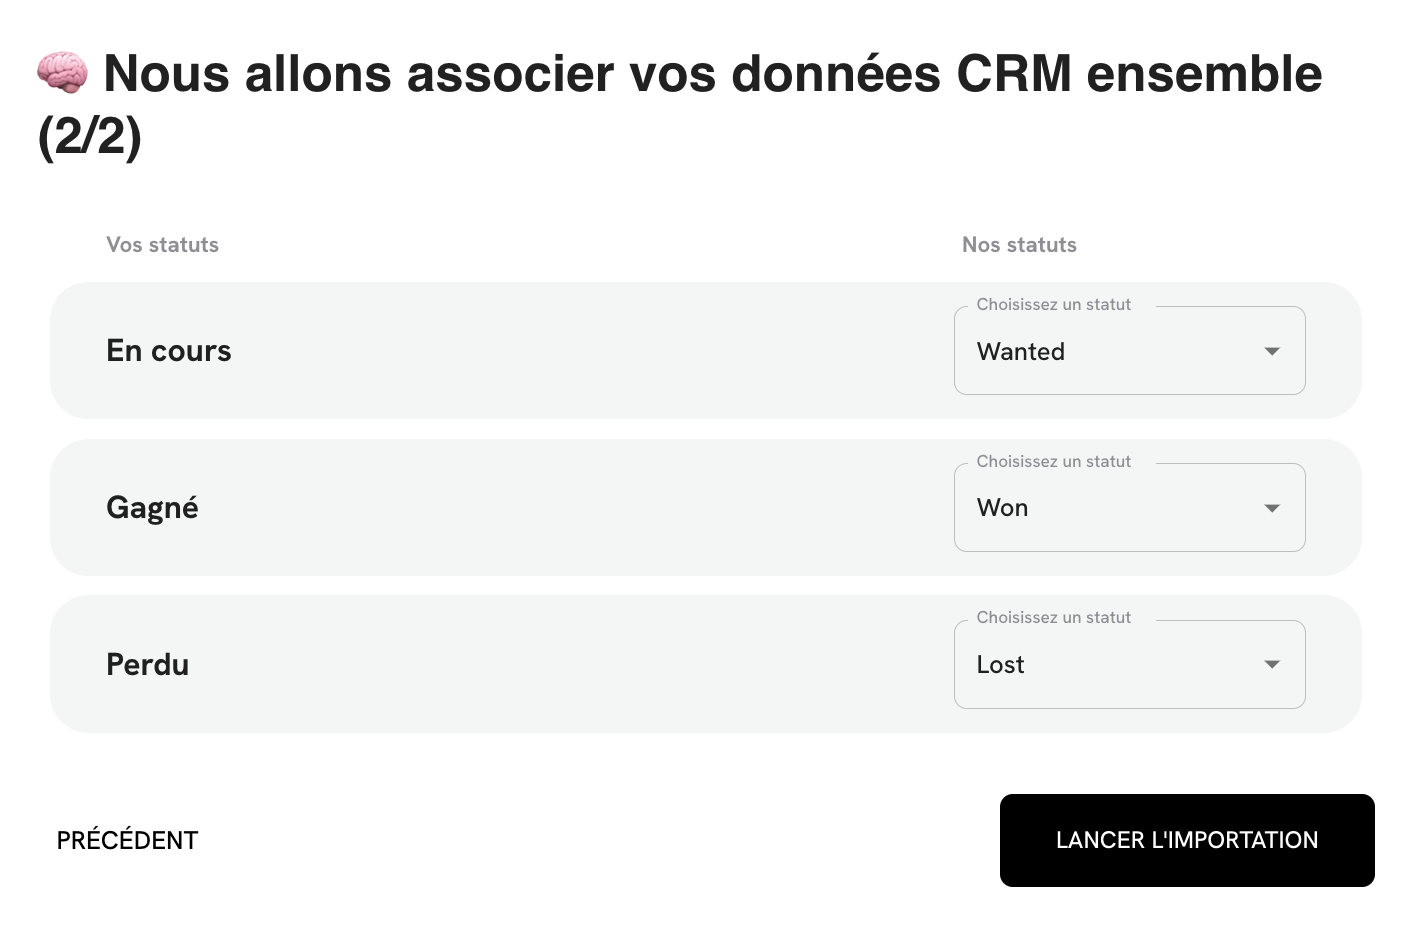 🧠 Nous allons associer vos données CRM ensemble
(2/2)
Vos statuts
Nos statuts
En cours
Choisissez un statut
Wanted
Gagné
Choisissez un statut
Won
Perdu
Choisissez un statut
Lost
PRÉCÉDENT
LANCER L'IMPORTATION